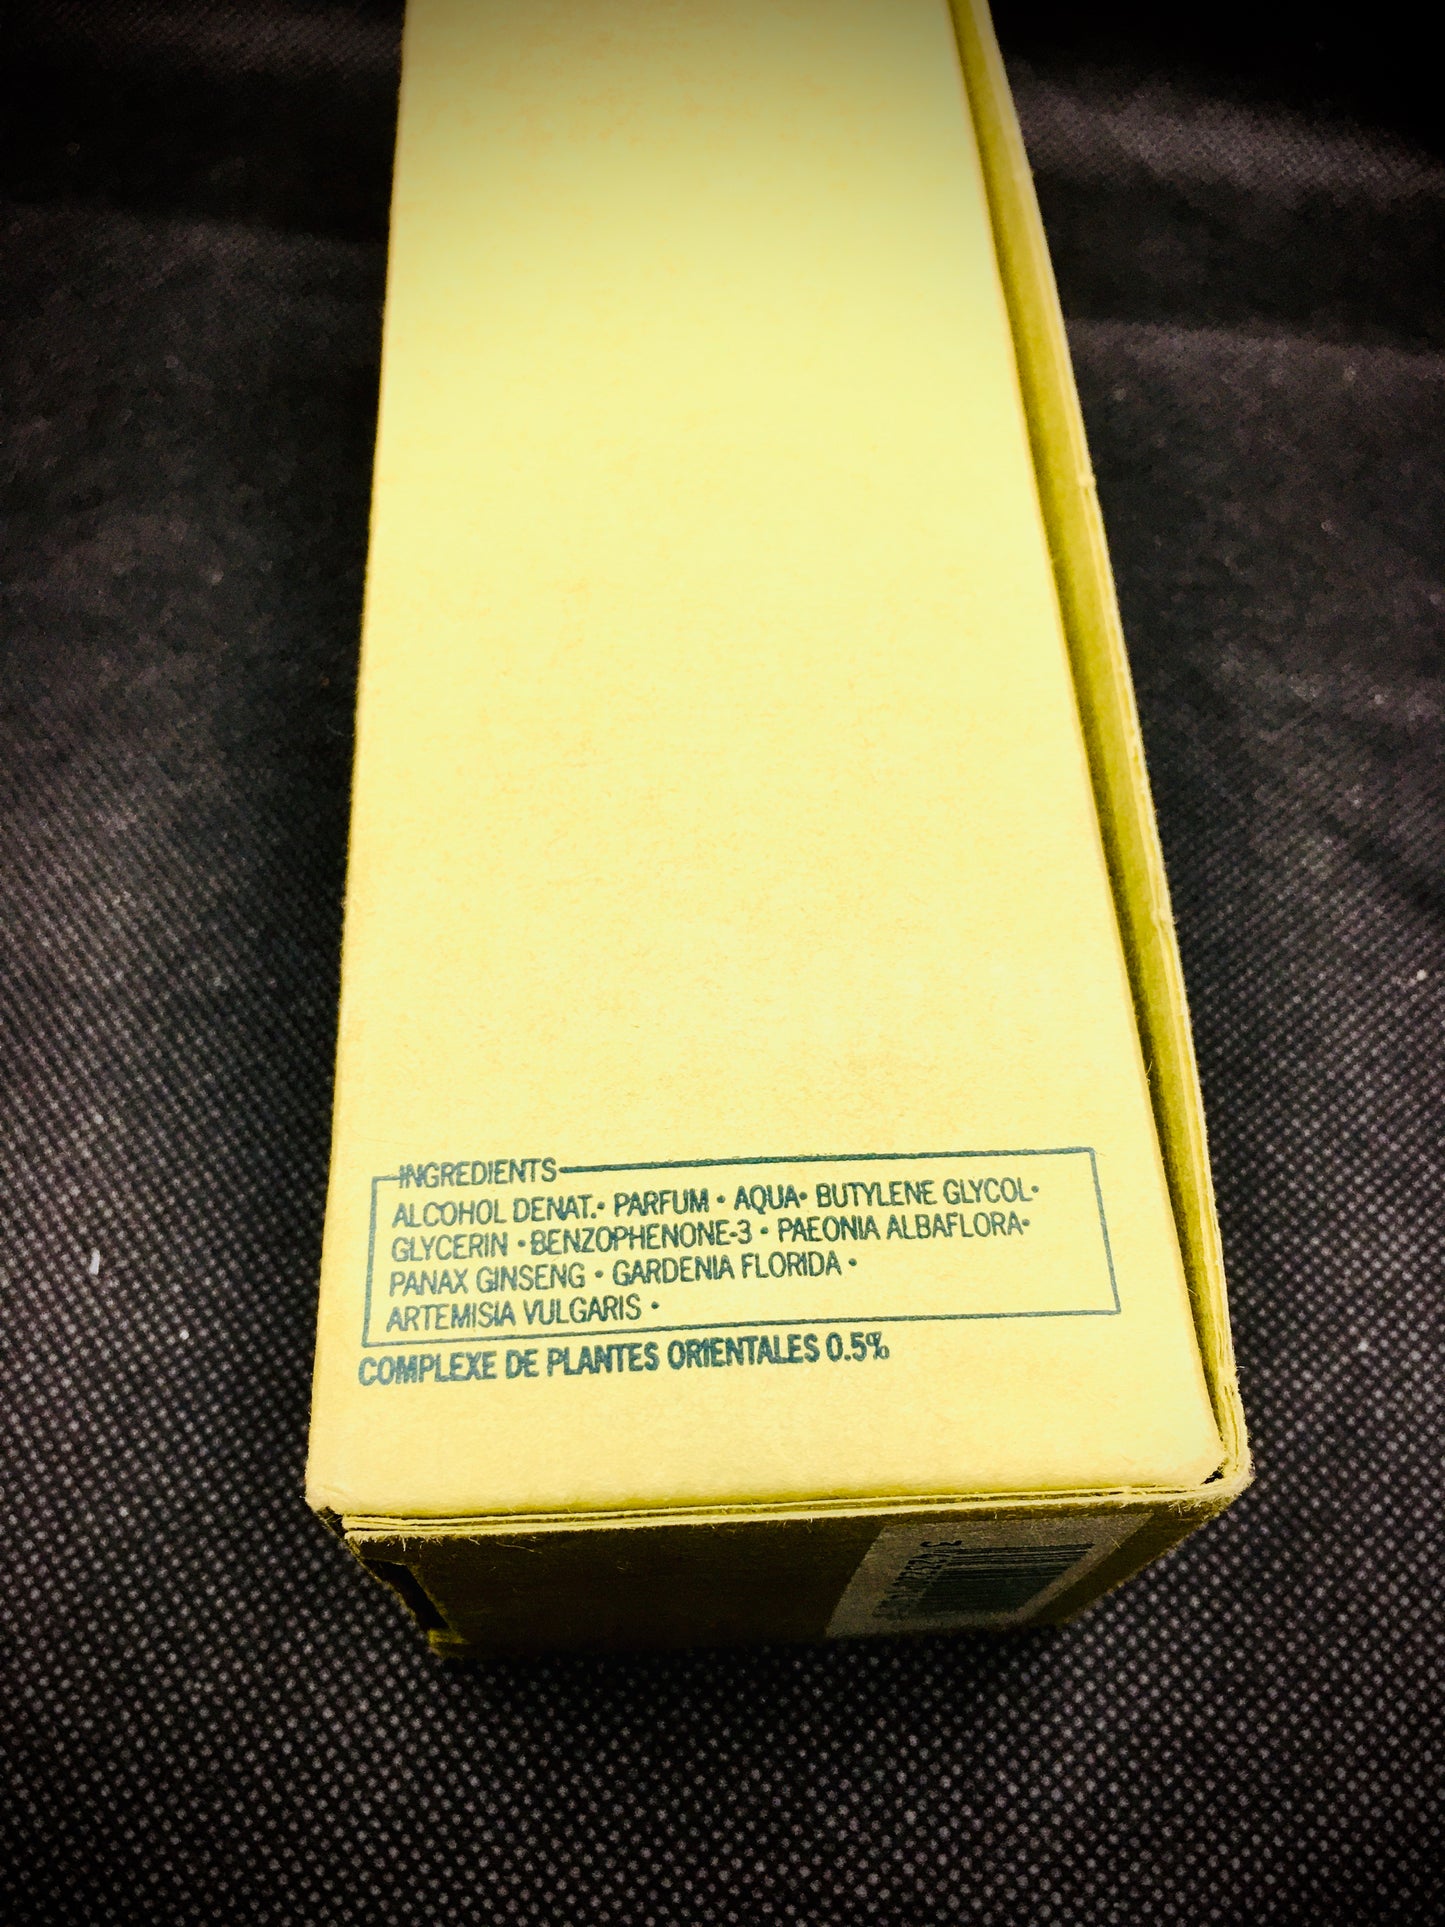 INGREDIENTS
ALCOHOL DENAT.• PARFUM • AQUA• BUTYLENE GLYCOL•
GLYCERIN • BENZOPHENONE-3 • PAEONIA ALBAFLORA•
PANAX GINSENG • GARDENIA FLORIDA •
ARTEMISIA VULGARIS •
COMPLEXE DE PLANTES ORIENTALES 0.5%